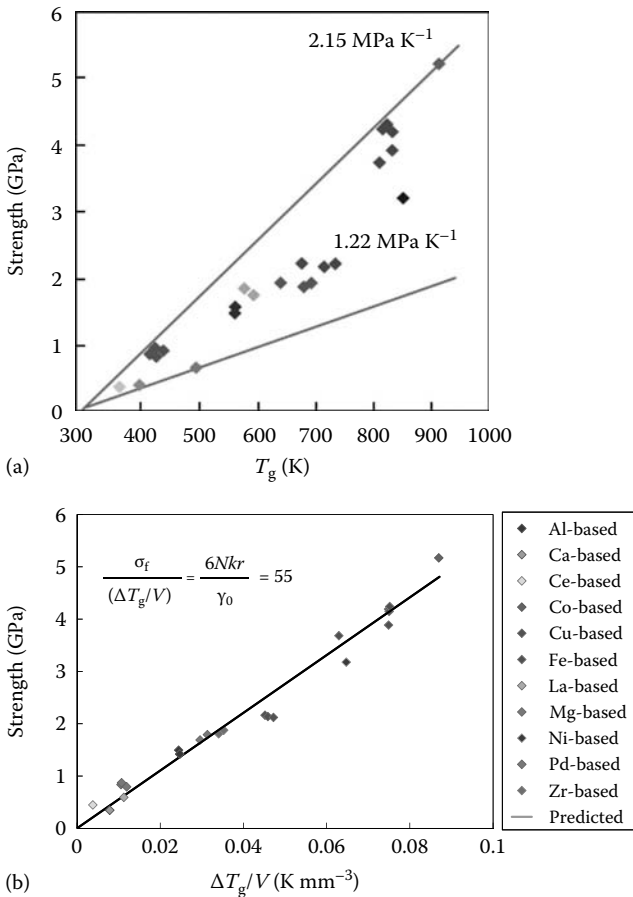 6
5
4
3
2
1
0
Strength (GPa)
2.15 MPa K⁻¹
1.22 MPa K⁻¹
300 400 500 600 700 800 900 1000
(a)
T_g (K)
6
5
4
3
2
1
0
Strength (GPa)
σ_f / (ΔT_g/V) = 6Nkr / γ_0 = 55
0 0.02 0.04 0.06 0.08 0.1
(b)
ΔT_g/V (K mm⁻³)
Al-based
Ca-based
Ce-based
Co-based
Cu-based
Fe-based
La-based
Mg-based
Ni-based
Pd-based
Zr-based
Predicted